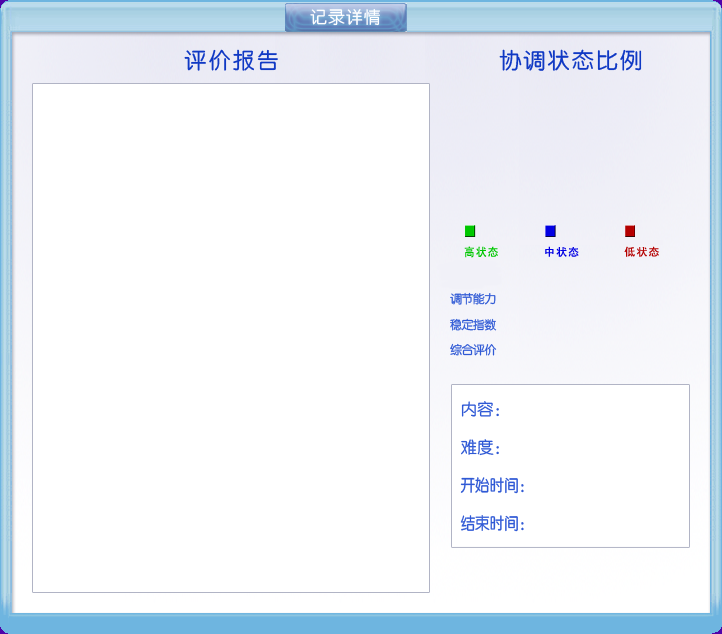 记录详情
评价报告
协调状态比例
高状态
中状态
低状态
调节能力
稳定指数
综合评价
内容：
难度：
开始时间：
结束时间：